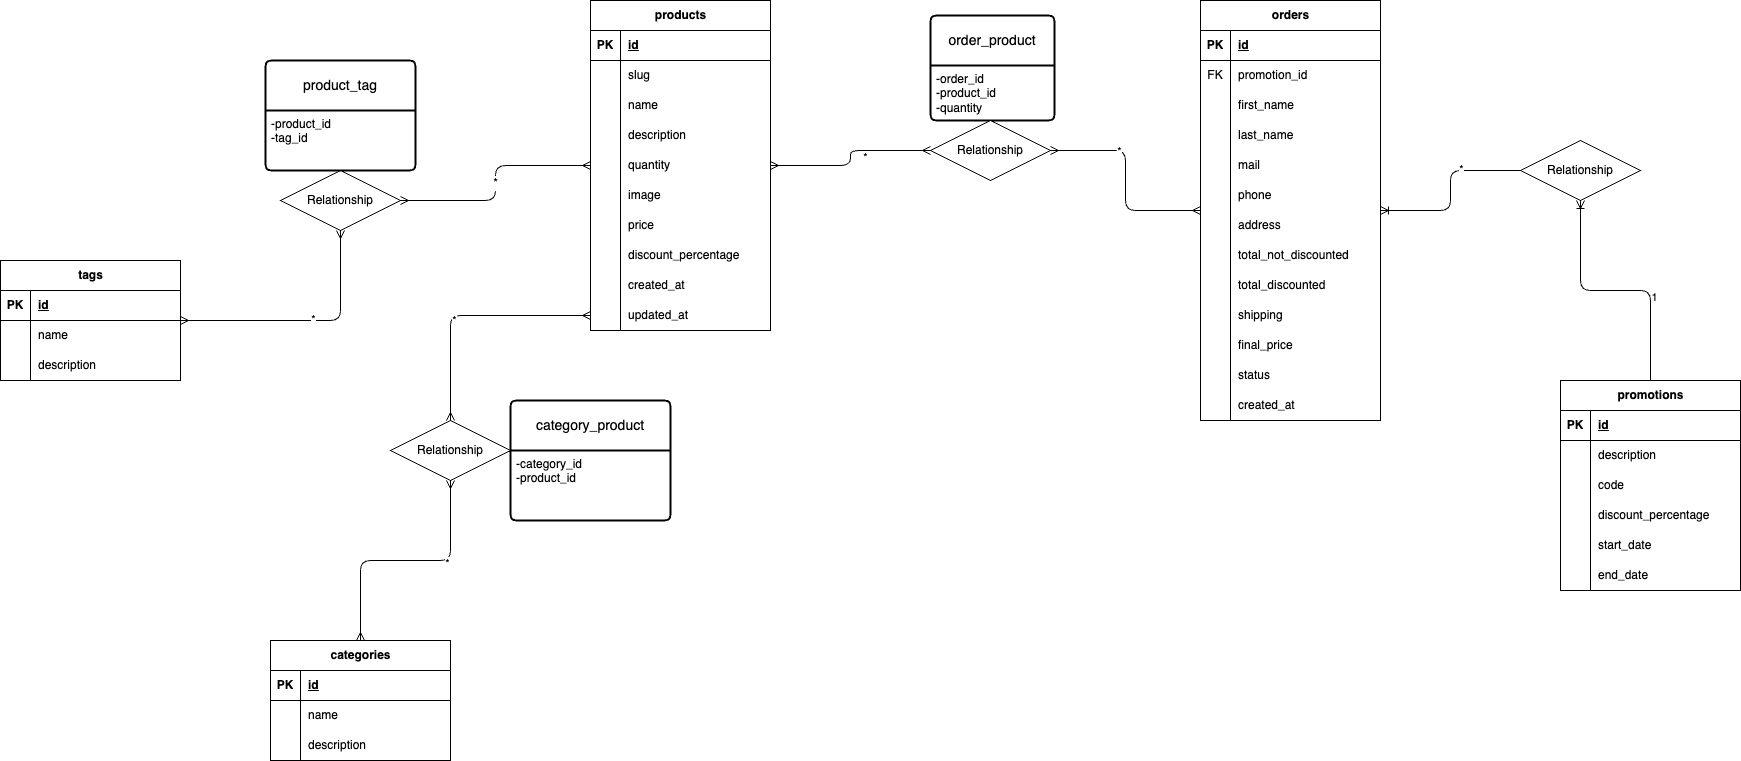 products
PK id
slug
name
description
quantity
image
price
discount_percentage
created_at
updated_at
order_product
-order_id
-product_id
-quantity
Relationship
*
*
orders
PK id
FK promotion_id
first_name
last_name
mail
phone
address
total_not_discounted
total_discounted
shipping
final_price
status
created_at
product_tag
-product_id
-tag_id
Relationship
*
*
tags
PK id
name
description
*
Relationship
*
category_product
-category_id
-product_id
categories
PK id
name
description
*
Relationship
1
promotions
PK id
description
code
discount_percentage
start_date
end_date